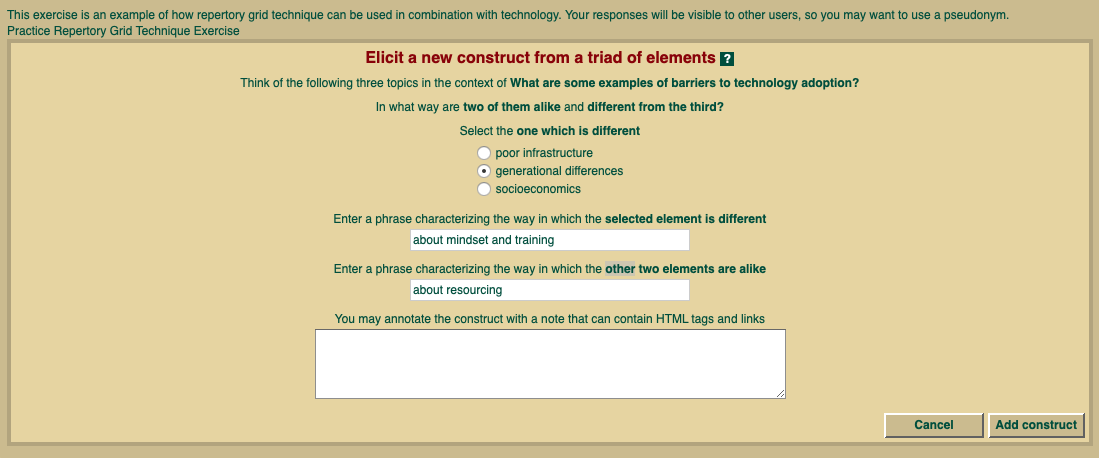 This exercise is an example of how repertory grid technique can be used in combination with technology. Your responses will be visible to other users, so you may want to use a pseudonym.
Practice Repertory Grid Technique Exercise
Elicit a new construct from a triad of elements ?
Think of the following three topics in the context of What are some examples of barriers to technology adoption?
In what way are two of them alike and different from the third?
Select the one which is different
poor infrastructure
generational differences
socioeconomics
Enter a phrase characterizing the way in which the selected element is different
about mindset and training
Enter a phrase characterizing the way in which the other two elements are alike
about resourcing
You may annotate the construct with a note that can contain HTML tags and links
Cancel Add construct